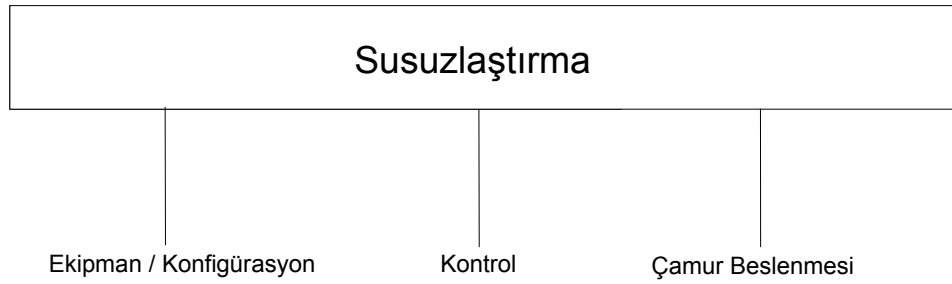 Susuzlaştırma
Ekipman / Konfigürasyon
Kontrol
Çamur Beslenmesi